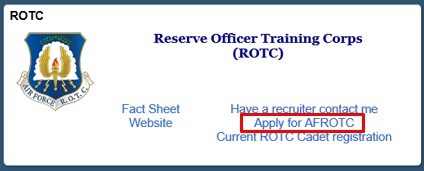 ROTC
Reserve Officer Training Corps
(ROTC)
AIR FORCE R.O.T.C.
Fact Sheet
Website
Have a recruiter contact me
Apply for AFROTC
Current ROTC Cadet registration